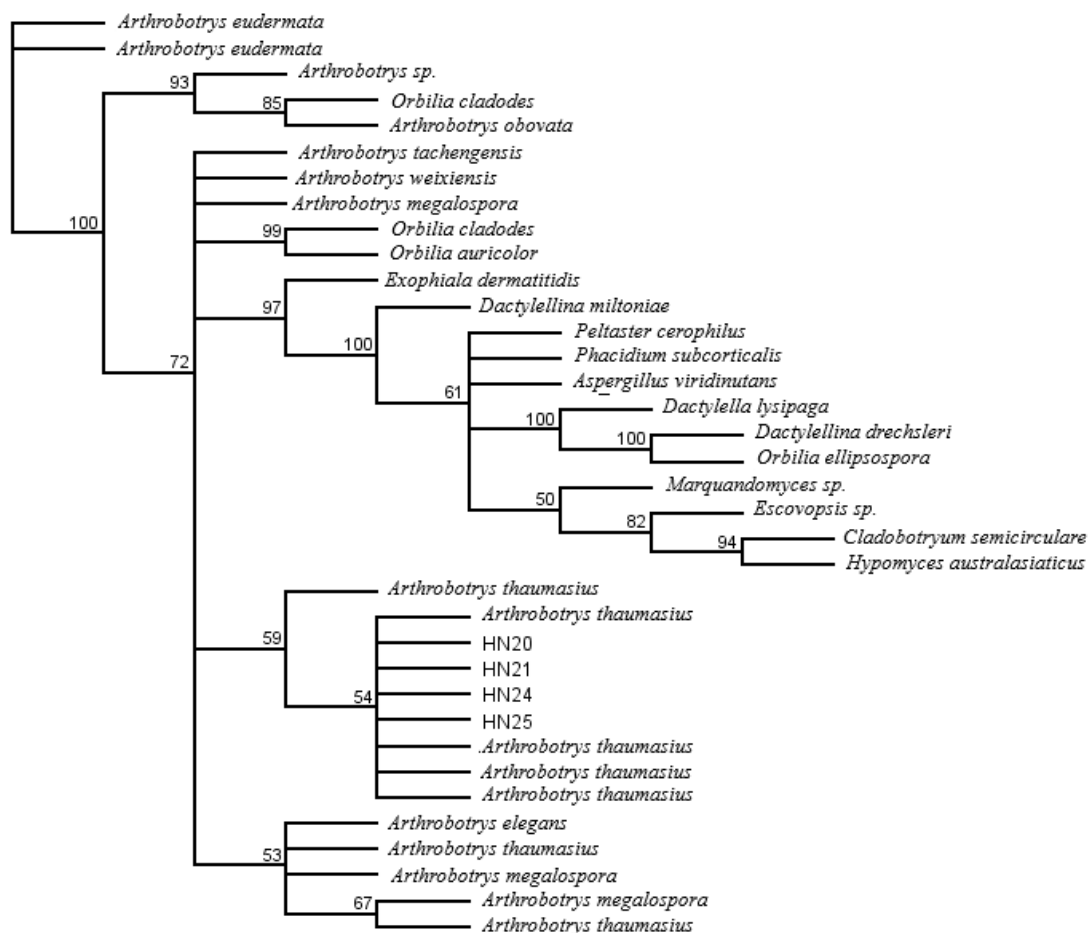 Arthrobotrys eudermata
Arthrobotrys eudermata
Arthrobotrys sp.
93
Orbilia cladodes
85
Arthrobotrys obovata
Arthrobotrys tachengensis
Arthrobotrys weixiensis
Arthrobotrys megalospora
100
Orbilia cladodes
99
Orbilia auricolor
Exophiala dermatitidis
97
Dactylellina miltoniae
Peltaster cerophilus
100
Phacidium subcorticalis
72
Aspergillus viridinutans
61
Dactylella lysipaga
100
Dactylellina drechsleri
100
Orbilia ellipsospora
Marquandomyces sp.
50
Escovopsis sp.
82
Cladobotryum semicirculare
94
Hypomyces australasiaticus
Arthrobotrys thaumasius
Arthrobotrys thaumasius
59
HN20
HN21
HN24
54
HN25
.Arthrobotrys thaumasius
Arthrobotrys thaumasius
Arthrobotrys thaumasius
Arthrobotrys elegans
53
Arthrobotrys thaumasius
Arthrobotrys megalospora
Arthrobotrys megalospora
67
Arthrobotrys thaumasius